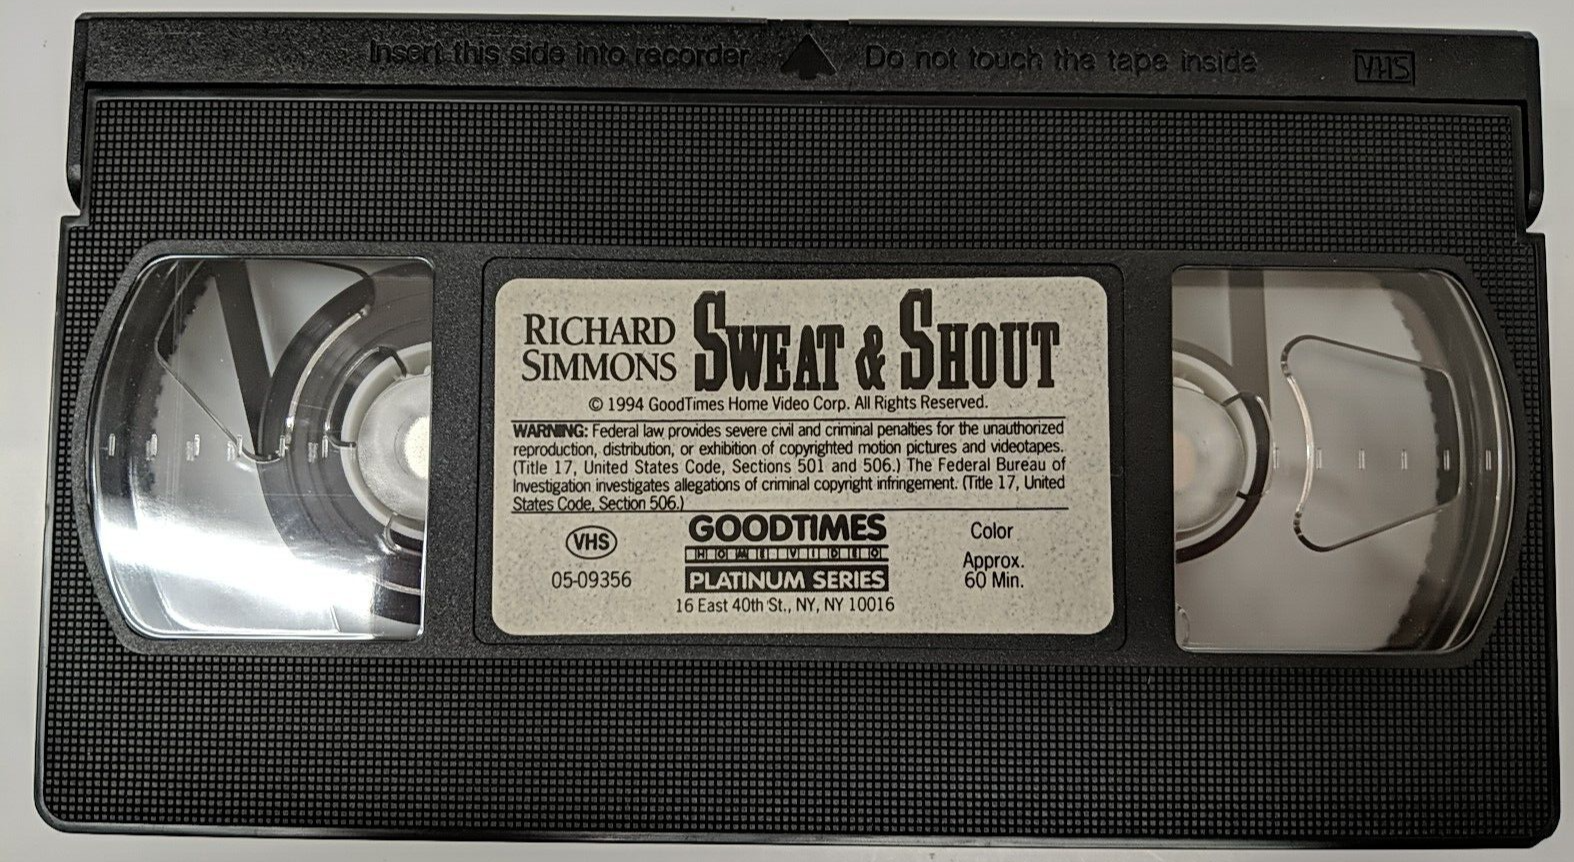 Insert this side into recorder Do not touch the tape inside VHS
RICHARD SIMMONS SWEAT & SHOUT
© 1994 GoodTimes Home Video Corp. All Rights Reserved.
WARNING: Federal law provides severe civil and criminal penalties for the unauthorized
reproduction, distribution, or exhibition of copyrighted motion pictures and videotapes.
(Title 17, United States Code, Sections 501 and 506.) The Federal Bureau of
Investigation investigates allegations of criminal copyright infringement. (Title 17, United
States Code, Section 506.)
VHS
05-09356
GOODTIMES
HOME VIDEO
PLATINUM SERIES
16 East 40th St., NY, NY 10016
Color
Approx.
60 Min.